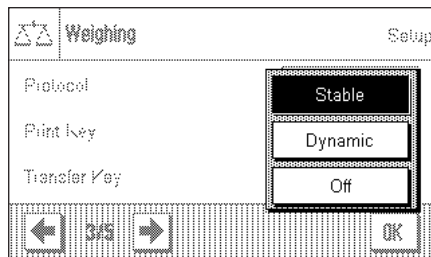 Weighing
Setup
Protocol
Stable
Print Key
Dynamic
Transfer Key
Off
3/5
OK